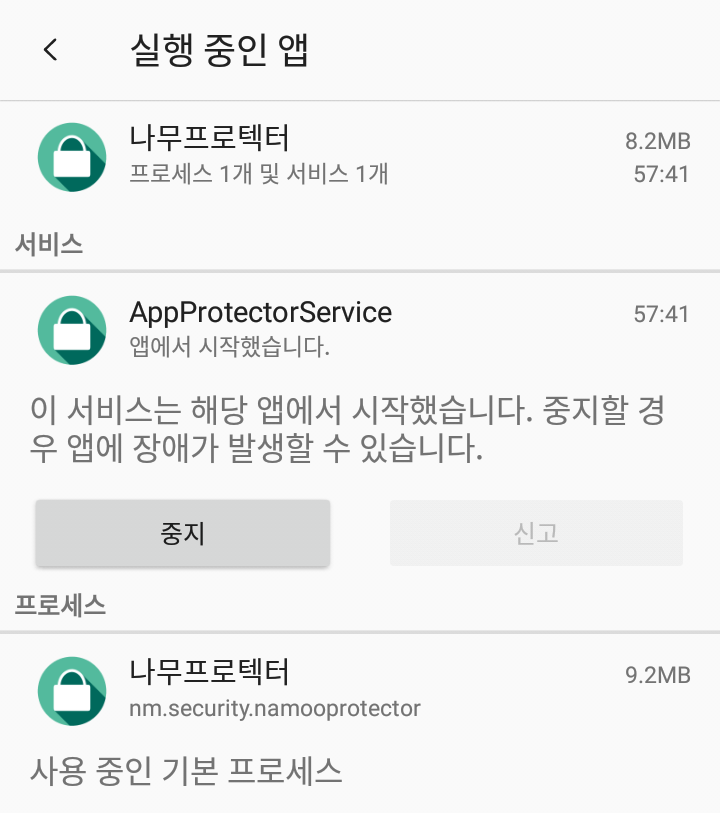 실행 중인 앱
나무프로텍터 8.2MB
프로세스 1개 및 서비스 1개 57:41
서비스
AppProtectorService 57:41
앱에서 시작했습니다.
이 서비스는 해당 앱에서 시작했습니다. 중지할 경
우 앱에 장애가 발생할 수 있습니다.
중지 신고
프로세스
나무프로텍터 9.2MB
nm.security.namooprotector
사용 중인 기본 프로세스